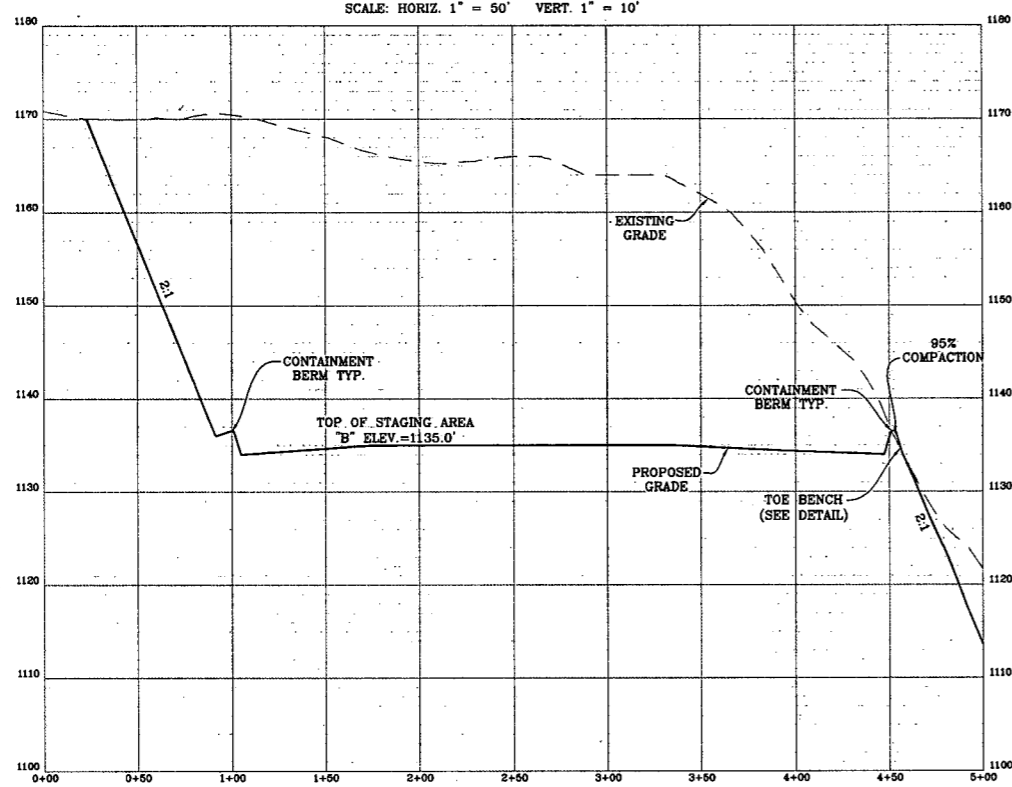 SCALE: HORIZ. 1" = 50' VERT. 1" = 10'
1180 1180
1170 1170
1160 1160
EXISTING
GRADE
2:1
1150 1150
95%
COMPACTION
CONTAINMENT
BERM TYP.
CONTAINMENT
BERM TYP.
1140 1140
TOP OF STAGING AREA
"B" ELEV.=1135.0'
PROPOSED
GRADE
1130 1130
TOE BENCH
(SEE DETAIL)
2:1
1120 1120
1110 1110
1100 1100
0+00 0+50 1+00 1+50 2+00 2+50 3+00 3+50 4+00 4+50 5+00